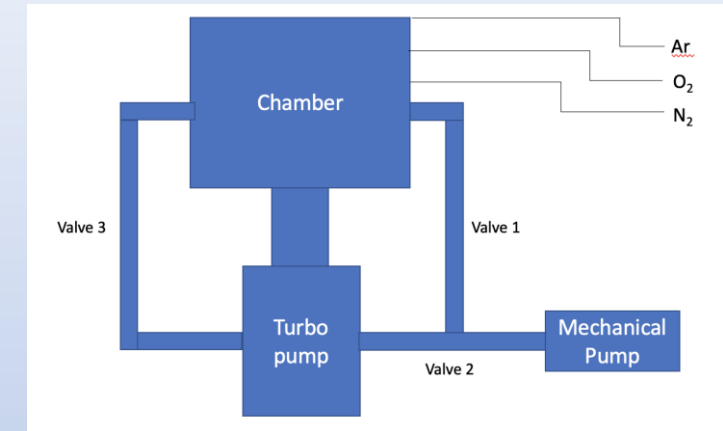 Ar
O₂
Chamber
N₂
Valve 3
Valve 1
Turbo
pump
Mechanical
Pump
Valve 2